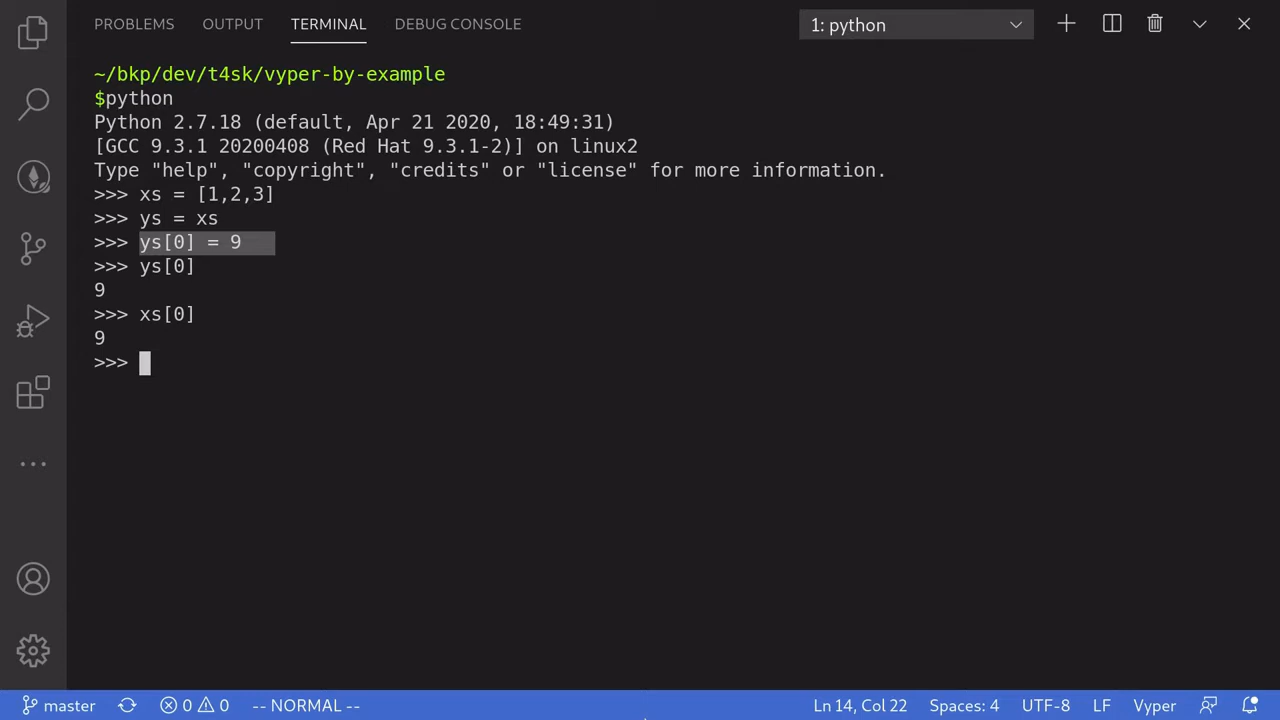 PROBLEMS OUTPUT TERMINAL DEBUG CONSOLE 1: python
~/bkp/dev/t4sk/vyper-by-example
$python
Python 2.7.18 (default, Apr 21 2020, 18:49:31)
[GCC 9.3.1 20200408 (Red Hat 9.3.1-2)] on linux2
Type "help", "copyright", "credits" or "license" for more information.
>>> xs = [1,2,3]
>>> ys = xs
>>> ys[0] = 9
>>> ys[0]
9
>>> xs[0]
9
>>>
master 0 0 -- NORMAL -- Ln 14, Col 22 Spaces: 4 UTF-8 LF Vyper